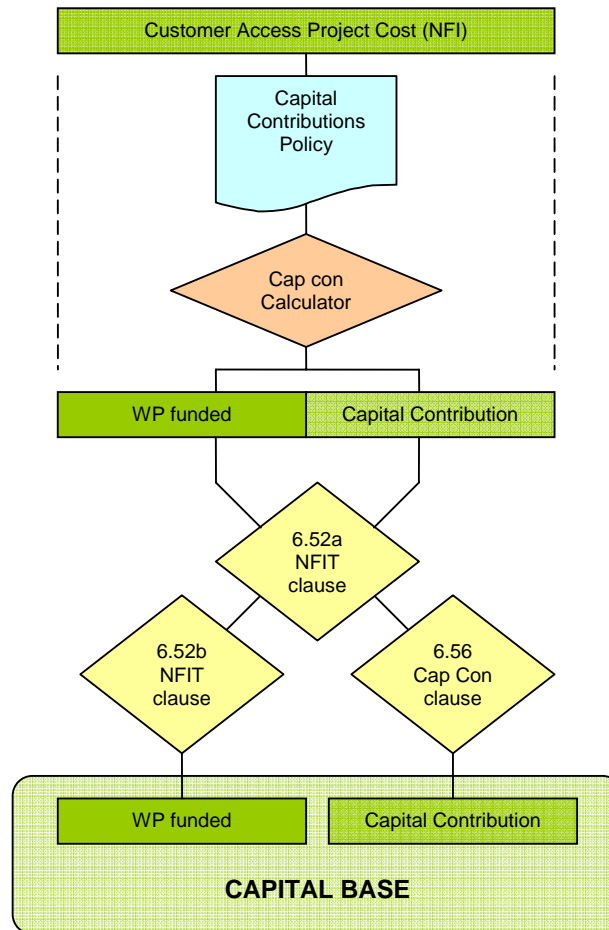 Customer Access Project Cost (NFI)
Capital
Contributions
Policy
Cap con
Calculator
WP funded
Capital Contribution
6.52a
NFIT
clause
6.52b
NFIT
clause
6.56
Cap Con
clause
WP funded
Capital Contribution
CAPITAL BASE